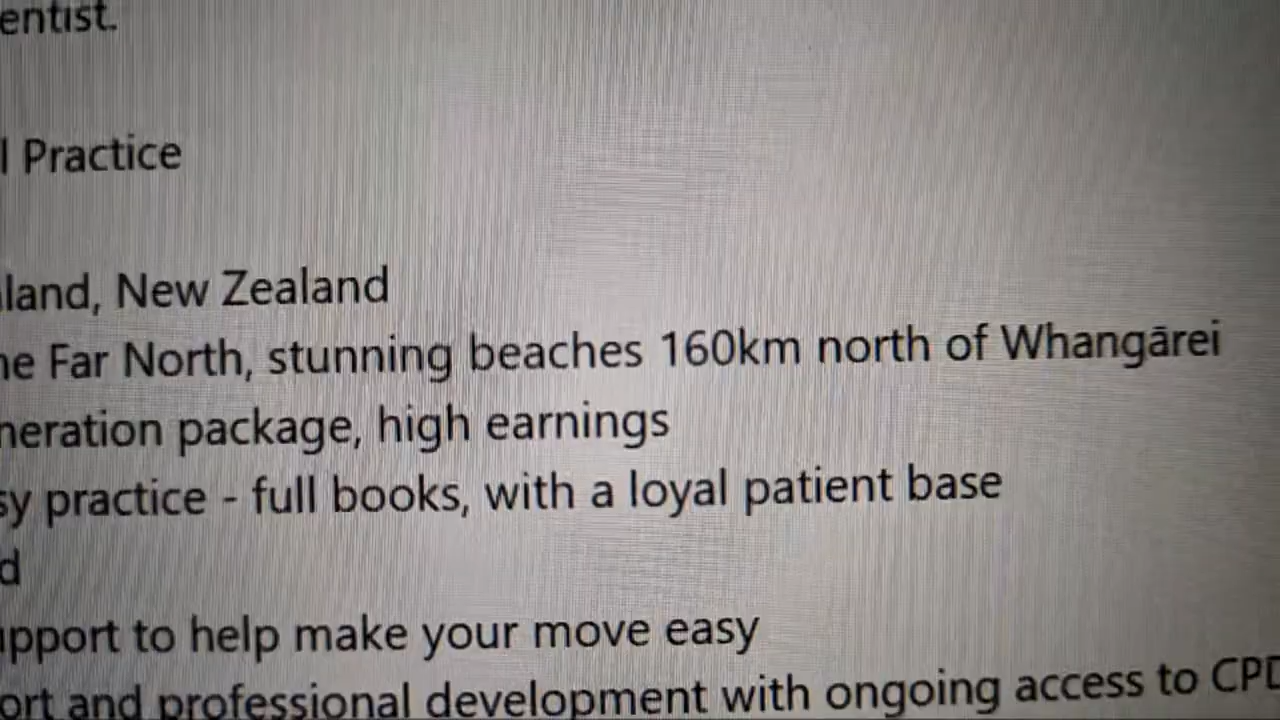 entist.
l Practice
land, New Zealand
he Far North, stunning beaches 160km north of Whangārei
neration package, high earnings
sy practice - full books, with a loyal patient base
d
pport to help make your move easy
ort and professional development with ongoing access to CPD